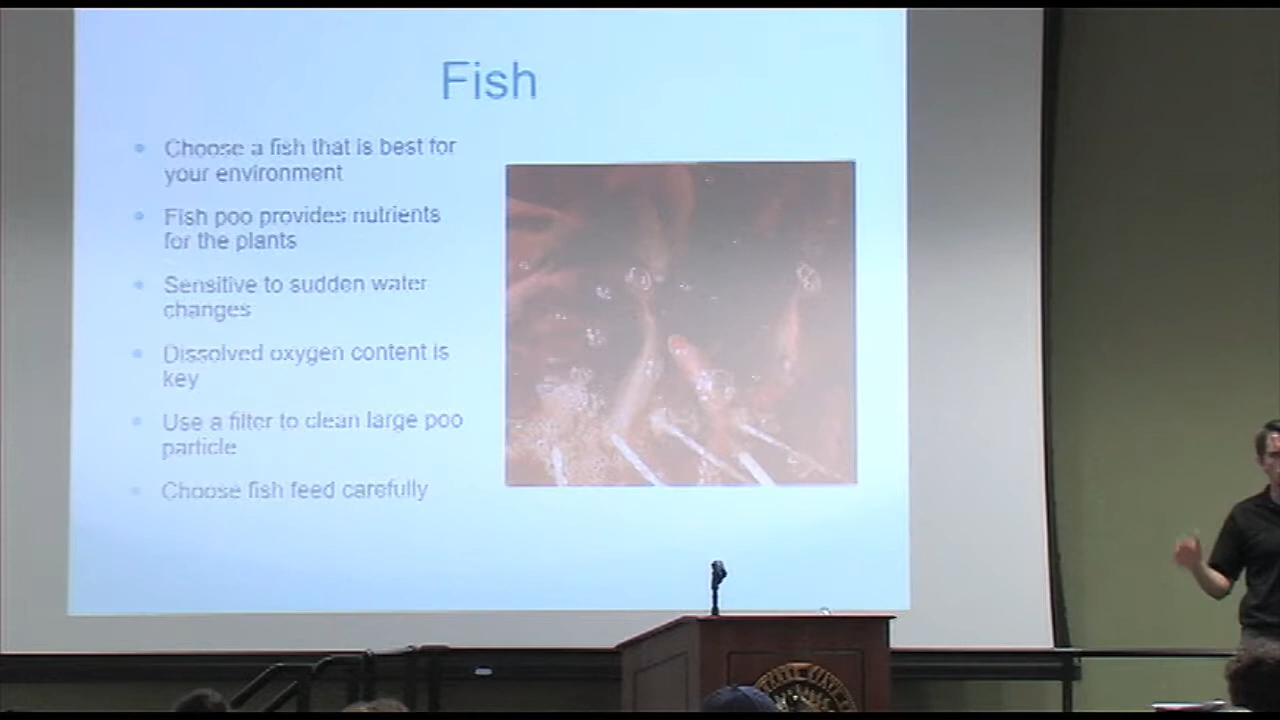 Fish
Choose a fish that is best for
your environment
Fish poo provides nutrients
for the plants
Sensitive to sudden water
changes
Dissolved oxygen content is
key
Use a filter to clean large poo
particle
Choose fish feed carefully